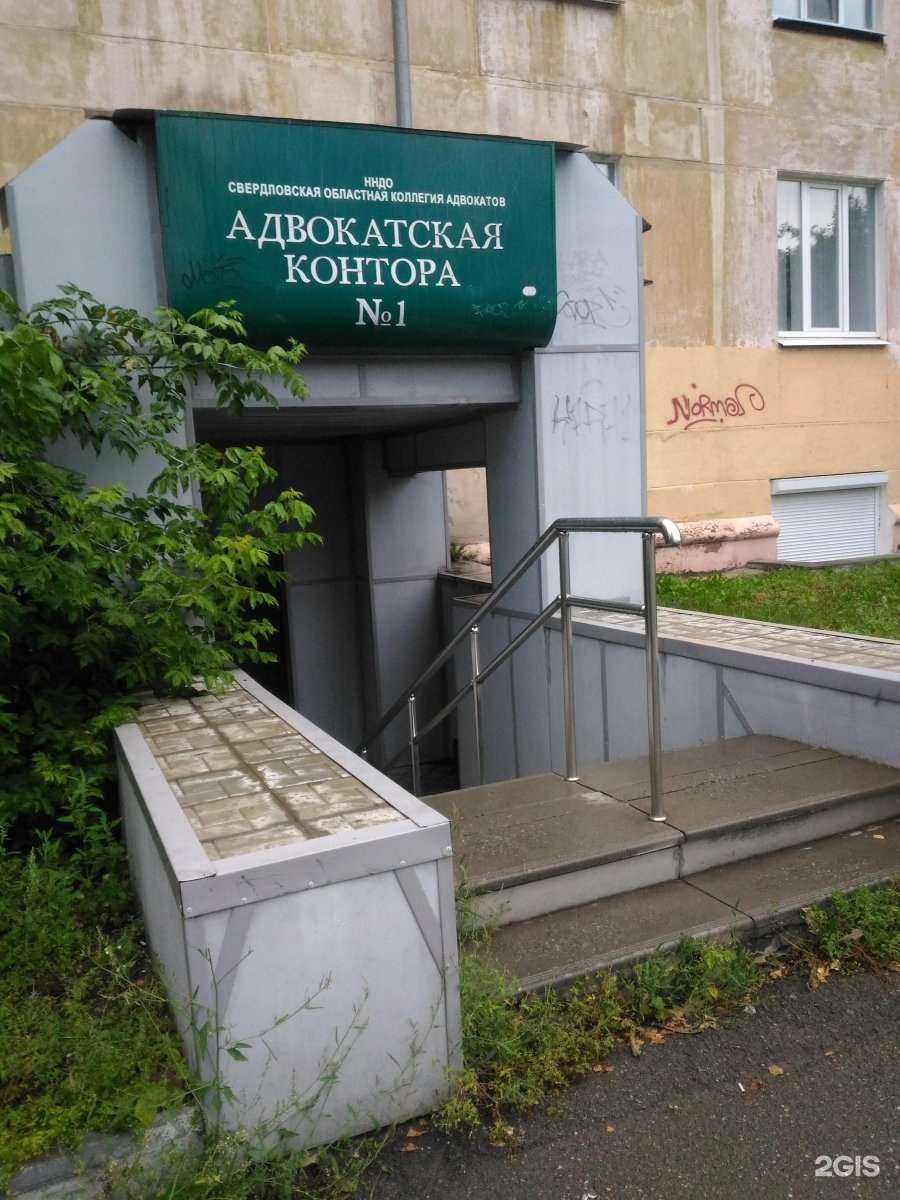 ННДО
СВЕРДЛОВСКАЯ ОБЛАСТНАЯ КОЛЛЕГИЯ АДВОКАТОВ
АДВОКАТСКАЯ
КОНТОРА
№1
Normal
2GIS